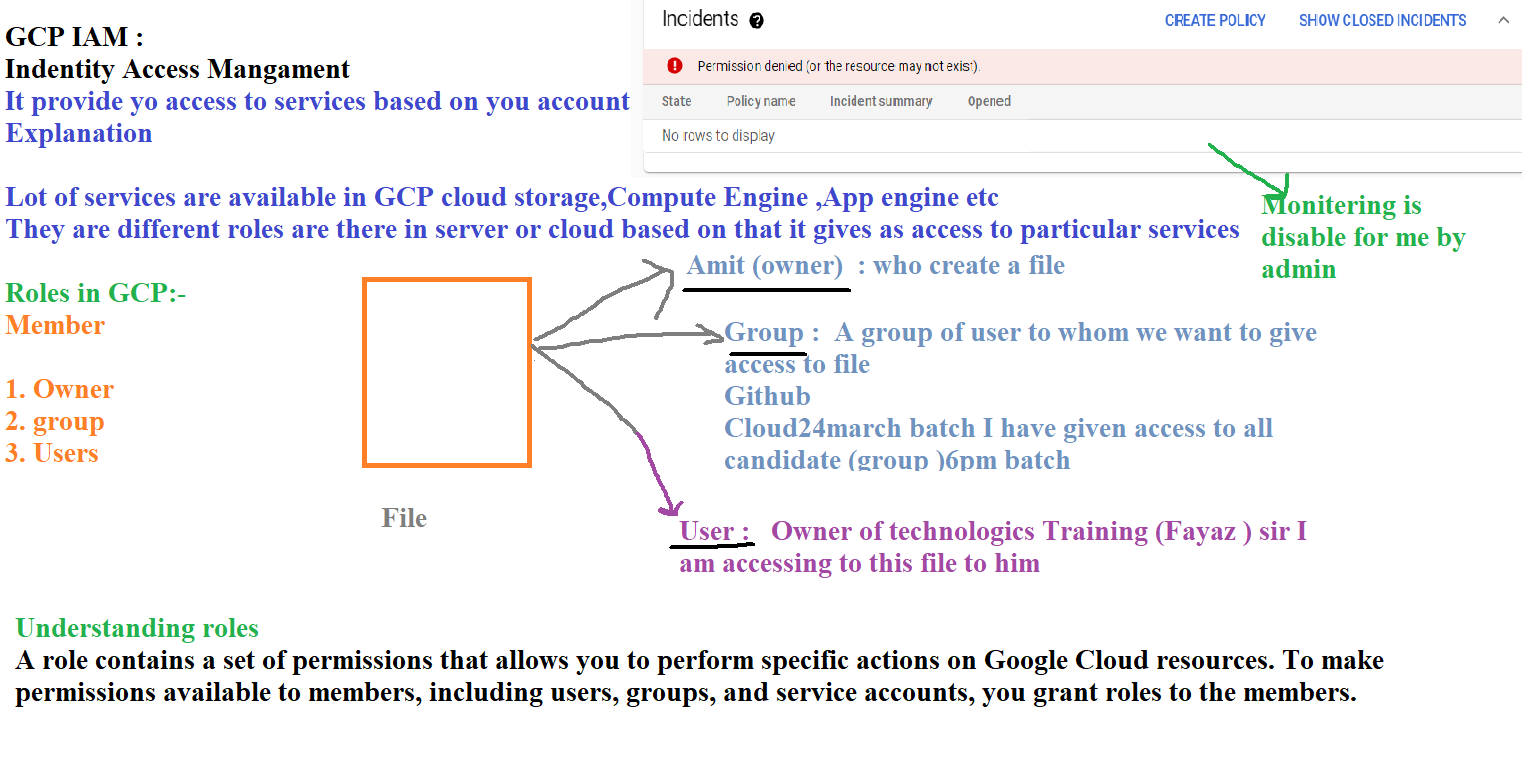 GCP IAM :
Indentity Access Mangament
It provide yo access to services based on you account
Explanation
Incidents ?
CREATE POLICY
SHOW CLOSED INCIDENTS
Permission denied (or the resource may not exist).
State Policy name Incident summary Opened
No rows to display
Lot of services are available in GCP cloud storage,Compute Engine ,App engine etc
They are different roles are there in server or cloud based on that it gives as access to particular services
Monitering is
disable for me by
admin
Roles in GCP:-
Member
1. Owner
2. group
3. Users
File
Amit (owner) : who create a file
Group : A group of user to whom we want to give
access to file
Github
Cloud24march batch I have given access to all
candidate (group )6pm batch
User : Owner of technologics Training (Fayaz ) sir I
am accessing to this file to him
Understanding roles
A role contains a set of permissions that allows you to perform specific actions on Google Cloud resources. To make
permissions available to members, including users, groups, and service accounts, you grant roles to the members.